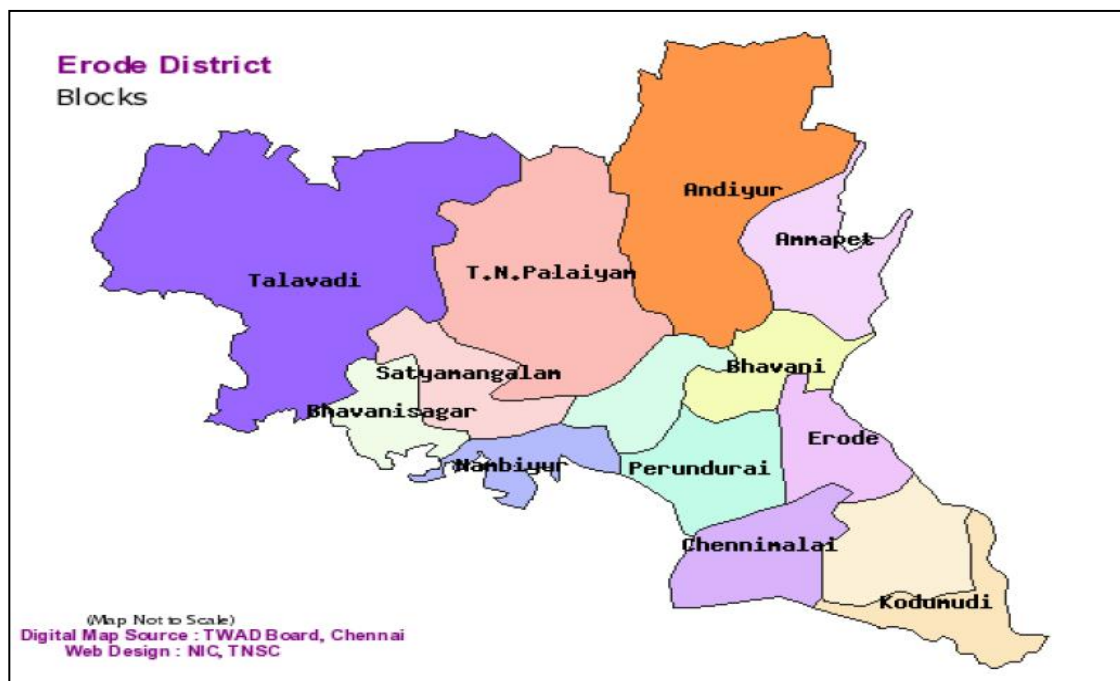 Erode District
Blocks
Andiyur
Ammapet
Talavadi
T.N.Palaiyam
Bhavani
Satyamangalam
Bhavanisagar
Erode
Nambiyur
Perundurai
Chennimalai
Kodumudi
(Map Not to Scale)
Digital Map Source : TWAD Board, Chennai
Web Design : NIC, TNSC